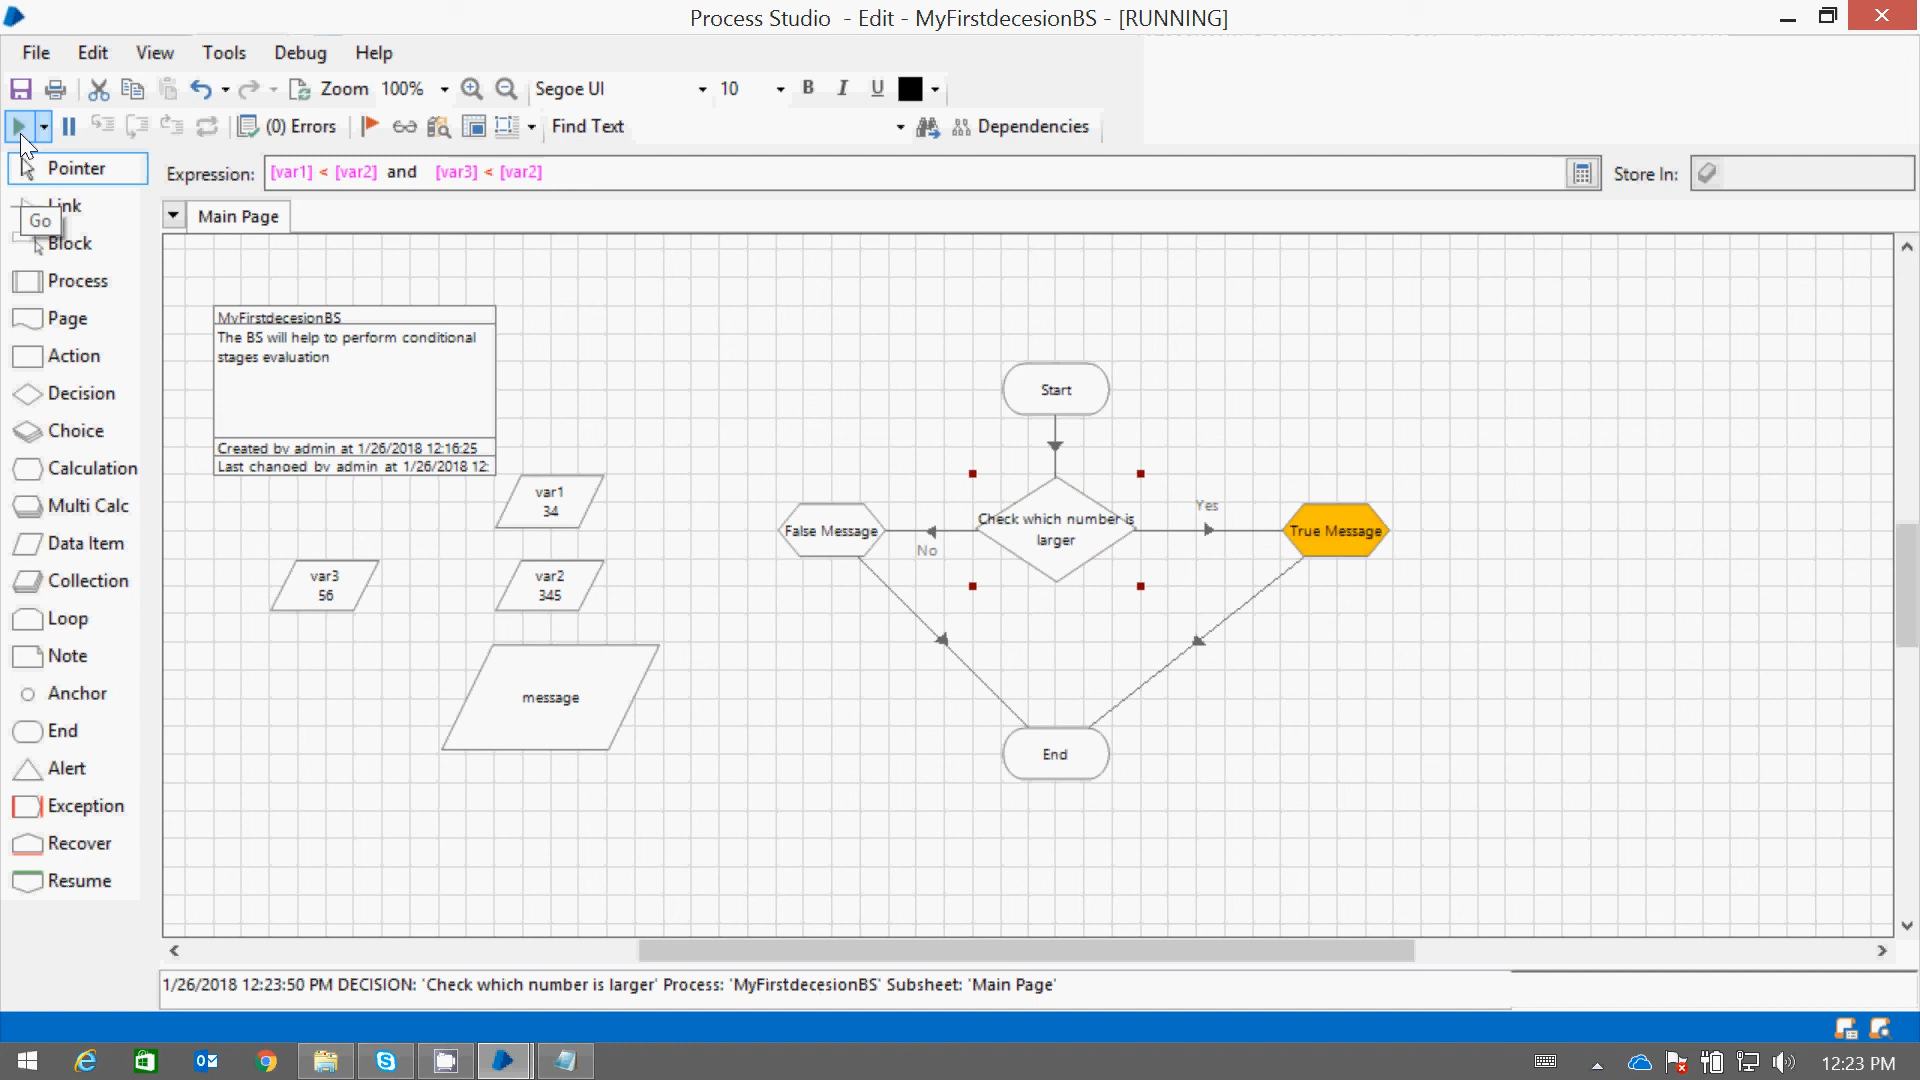 Process Studio  - Edit - MyFirstdecesionBS - [RUNNING]
File Edit View Tools Debug Help
Zoom 100% Segoe UI 10 B I U
(0) Errors Find Text Dependencies
Pointer
Expression: [var1] < [var2] and [var3] < [var2] Store In:
Link
Go
Block
Process
Page
Action
Decision
Choice
Calculation
Multi Calc
Data Item
Collection
Loop
Note
Anchor
End
Alert
Exception
Recover
Resume
Main Page
MyFirstdecesionBS
The BS will help to perform conditional
stages evaluation
Created by admin at 1/26/2018 12:16:25
Last changed by admin at 1/26/2018 12:
var1
34
var3
56
var2
345
message
Start
Check which number is
larger
Yes
No
False Message
True Message
End
1/26/2018 12:23:50 PM DECISION: 'Check which number is larger' Process: 'MyFirstdecesionBS' Subsheet: 'Main Page'
12:23 PM